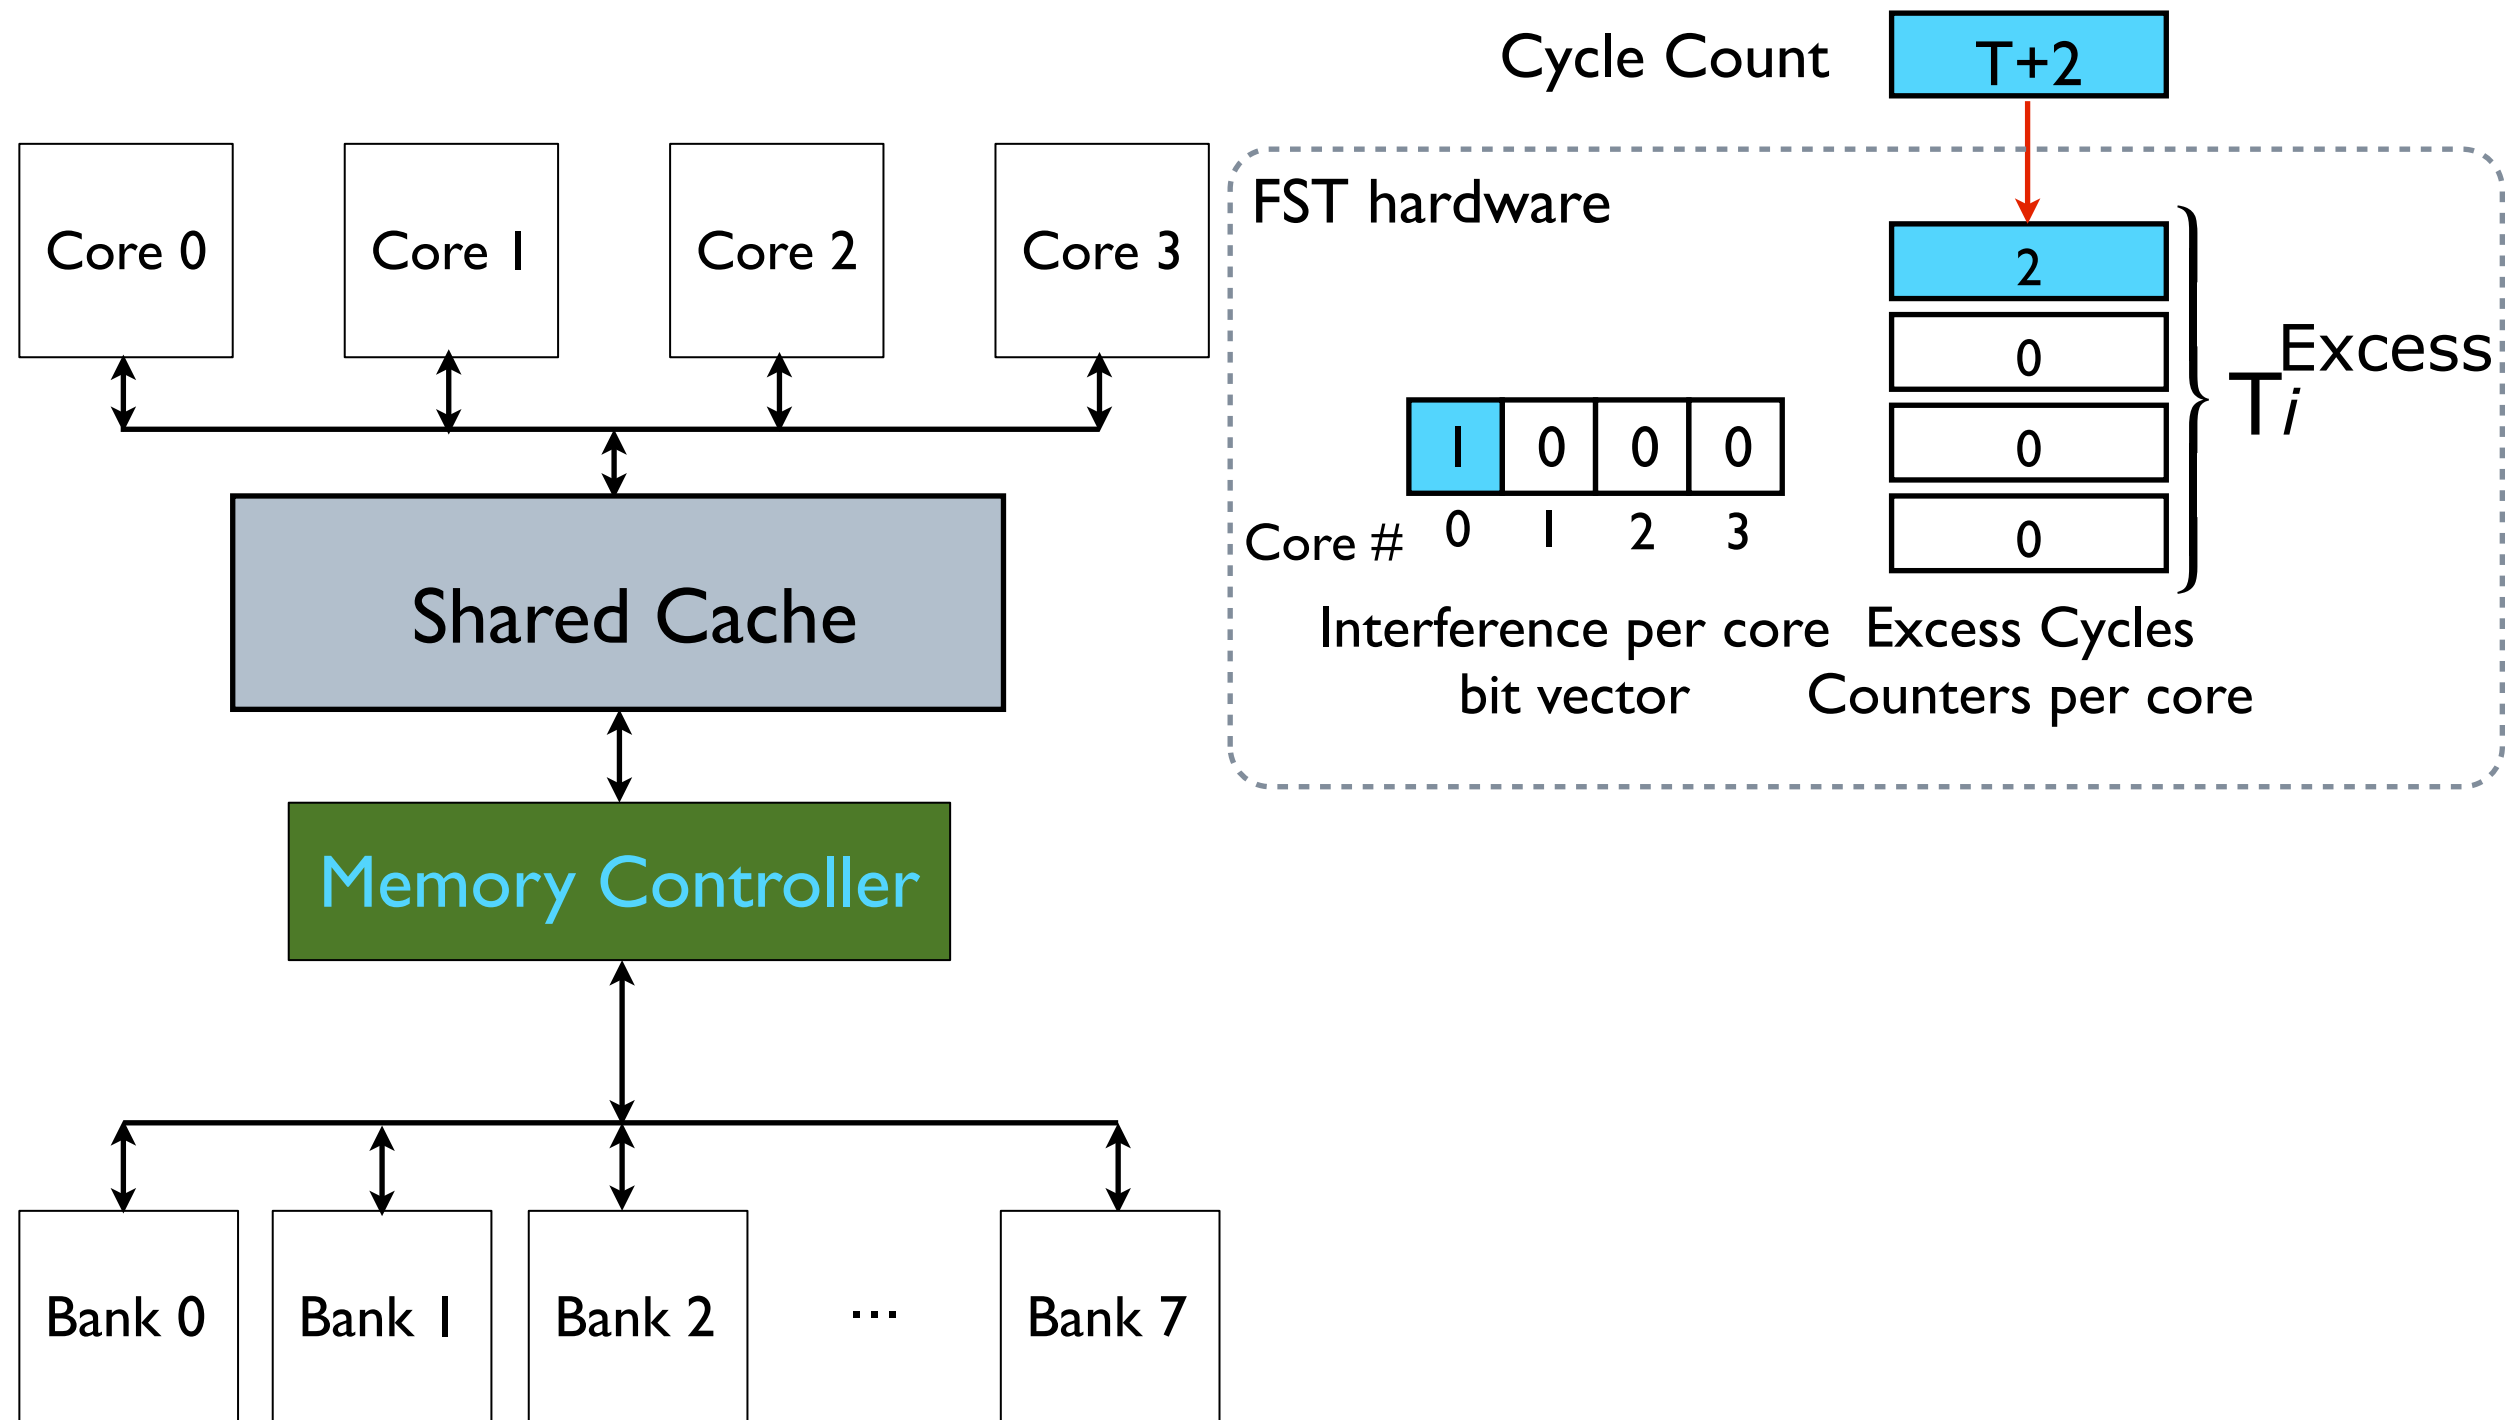 Cycle Count T+2
Core 0 Core 1 Core 2 Core 3
FST hardware
2
0
0
0
T Excess i
1 0 0 0
Core # 0 1 2 3
Interference per core
bit vector
Excess Cycles
Counters per core
Shared Cache
Memory Controller
Bank 0 Bank 1 Bank 2 ... Bank 7